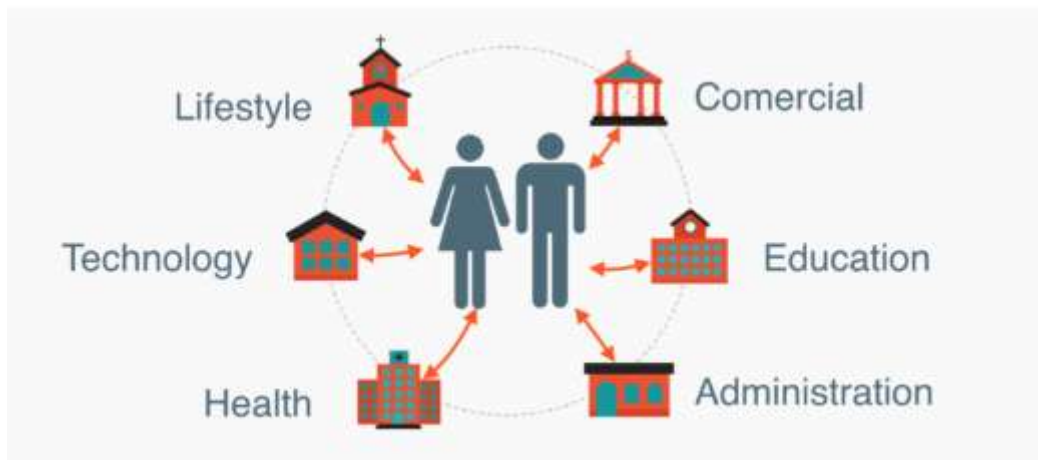 Lifestyle
Comercial
Technology
Education
Health
Administration